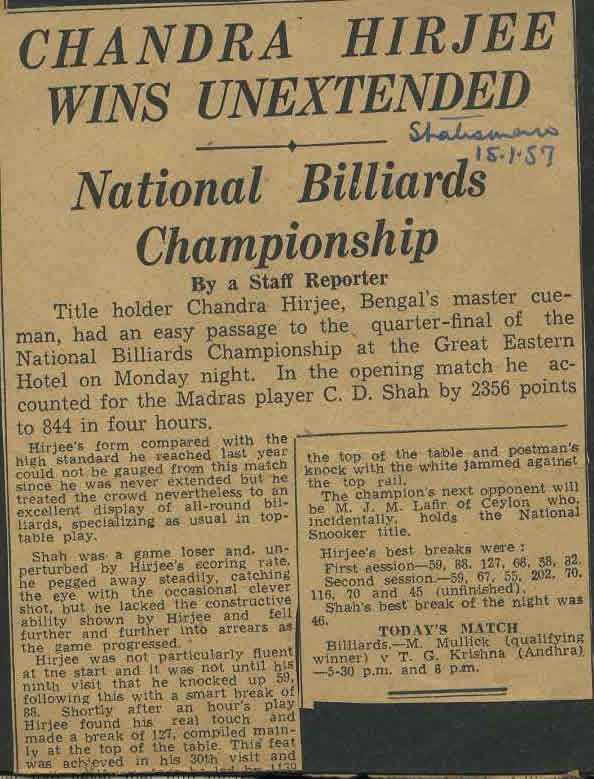 CHANDRA HIRJEE
WINS UNEXTENDED
Statesman
15.1.57
National Billiards
Championship
By a Staff Reporter
Title holder Chandra Hirjee, Bengal's master cue-
man, had an easy passage to the quarter-final of the
National Billiards Championship at the Great Eastern
Hotel on Monday night. In the opening match he ac-
counted for the Madras player C. D. Shah by 2356 points
to 844 in four hours.
Hirjee's form compared with the
high standard he reached last year
could not be gauged from this match
since he was never extended but he
treated the crowd nevertheless to an
excellent display of all-round bil-
liards, specializing as usual in top-
table play.
Shah was a game loser and, un-
perturbed by Hirjee's scoring rate,
he pegged away steadily, catching
the eye with the occasional clever
shot, but he lacked the constructive
ability shown by Hirjee and fell
further and further into arrears as
the game progressed.
Hirjee was not particularly fluent
at the start and it was not until his
ninth visit that he knocked up 59,
following this with a smart break of
88. Shortly after an hour's play
Hirjee found his real touch and
made a break of 127, compiled main-
ly at the top of the table. This feat
was achieved in his 30th visit and
the top of the table and postman's
knock with the white jammed against
the top rail.
The champion's next opponent will
be M. J. M. Lafir of Ceylon who,
incidentally, holds the National
Snooker title.
Hirjee's best breaks were :
First session—59, 88, 127, 68, 38, 82.
Second session.—59, 67, 55, 202, 70,
116, 70 and 45 (unfinished).
Shah's best break of the night was
46.
TODAY'S MATCH
Billiards.—M. Mullick (qualifying
winner) v T. G. Krishna (Andhra)
—5-30 p.m. and 8 p.m.